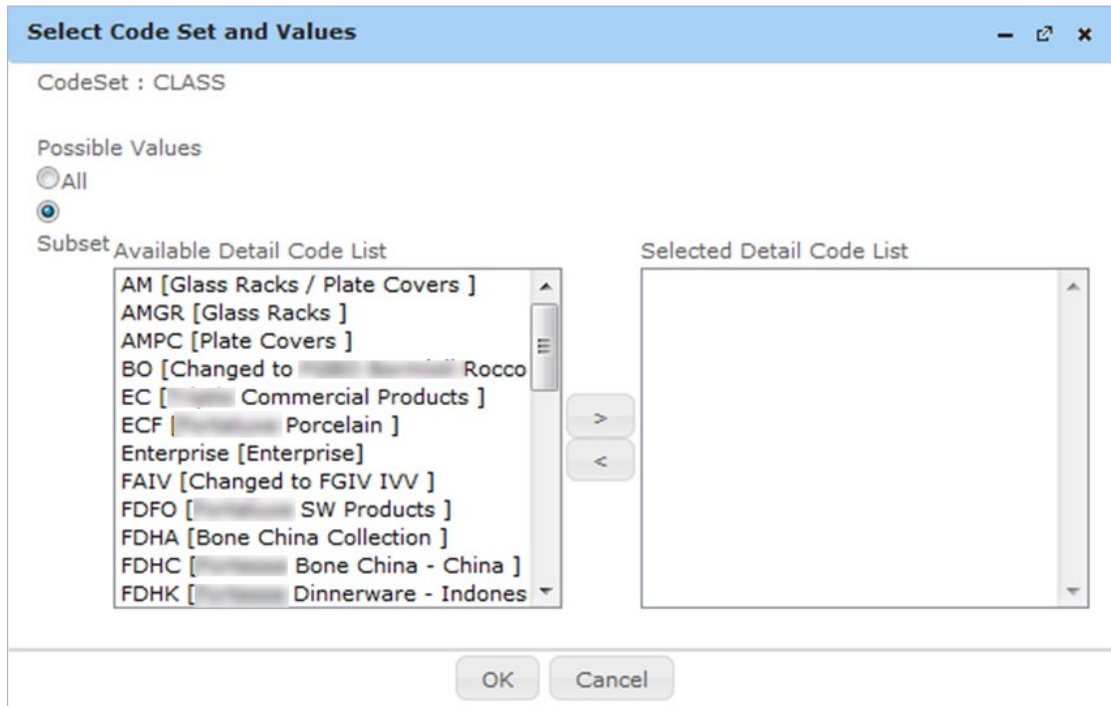 Select Code Set and Values
CodeSet : CLASS
Possible Values
All
Subset
Available Detail Code List
Selected Detail Code List
AM [Glass Racks / Plate Covers ]
AMGR [Glass Racks ]
AMPC [Plate Covers ]
BO [Changed to Rocco
EC [ Commercial Products ]
ECF [ Porcelain ]
Enterprise [Enterprise]
FAIV [Changed to FGIV IVV ]
FDFO [ SW Products ]
FDHA [Bone China Collection ]
FDHC [ Bone China - China ]
FDHK [ Dinnerware - Indones
>
<
OK
Cancel